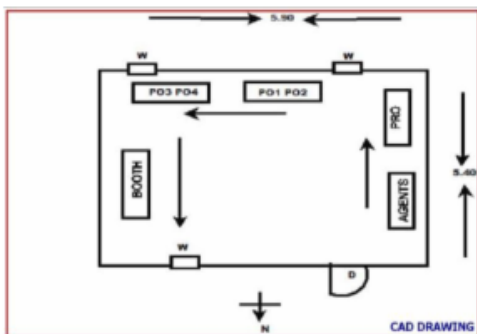 5.90
W
W
PO3 PO4
PO1 PO2
PRO
BOOTH
5.40
AGENTS
W
D
N
CAD DRAWING